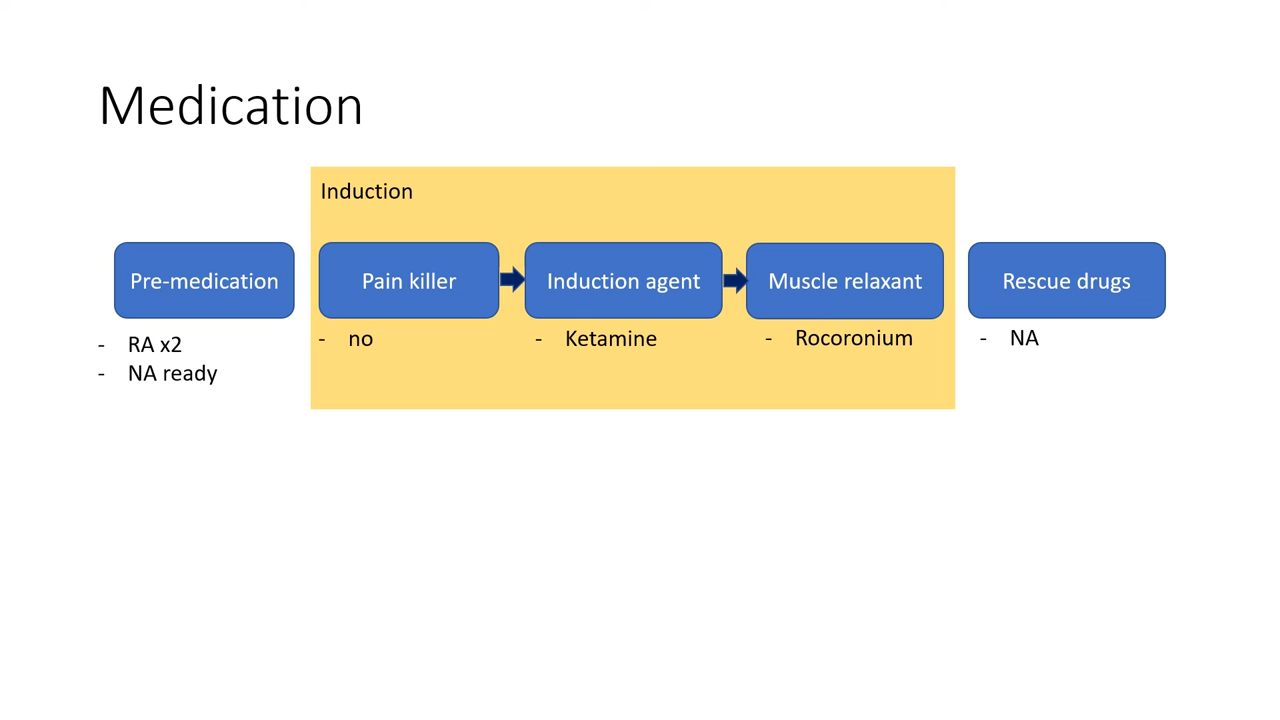 Medication
Induction
Pre-medication
Pain killer
Induction agent
Muscle relaxant
Rescue drugs
- RA x2
- NA ready
- no
- Ketamine
- Rocoronium
- NA